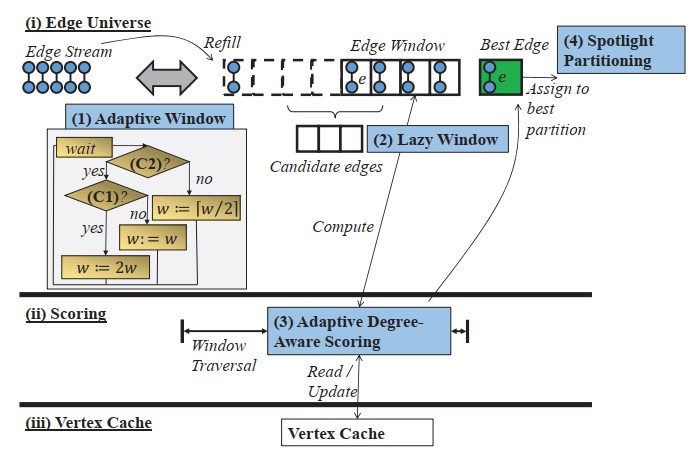 (i) Edge Universe
Edge Stream
Refill
Edge Window
Best Edge
(4) Spotlight
Partitioning
e
e
Assign to
best
partition
(1) Adaptive Window
(2) Lazy Window
Candidate edges
wait
(C2)?
yes
no
(C1)?
w := ⌈w/2⌉
no
yes
w: = w
w := 2w
Compute
(ii) Scoring
(3) Adaptive Degree-
Aware Scoring
Window
Traversal
Read /
Update
(iii) Vertex Cache
Vertex Cache